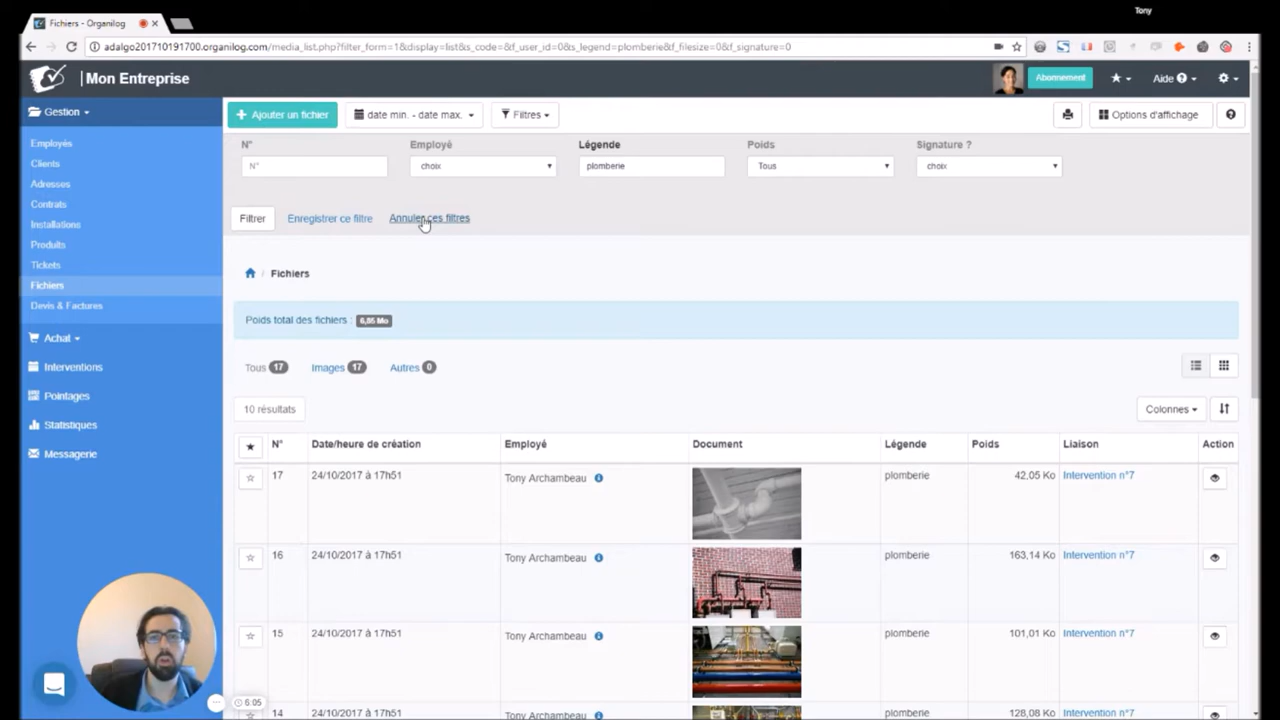 Tony
Fichiers - Organilog
adalgo201710191700.organilog.com/media_list.php?filter_form=1&display=list&s_code=&f_user_id=0&s_legend=plomberie&f_filesize=0&f_signature=0
Mon Entreprise
Abonnement
Aide
Gestion
Employés
Clients
Adresses
Contrats
Installations
Produits
Tickets
Fichiers
Devis & Factures
Achat
Interventions
Pointages
Statistiques
Messagerie
+ Ajouter un fichier
date min. - date max.
Filtres
Options d'affichage
N° Employé Légende Poids Signature ?
N° choix plomberie Tous choix
Filtrer Enregistrer ce filtre Annuler ces filtres
/ Fichiers
Poids total des fichiers : 6,85 Mo
Tous 17 Images 17 Autres 0
10 résultats
Colonnes
N° Date/heure de création Employé Document Légende Poids Liaison Action
17 24/10/2017 à 17h51 Tony Archambeau plomberie 42,05 Ko Intervention n°7
16 24/10/2017 à 17h51 Tony Archambeau plomberie 163,14 Ko Intervention n°7
15 24/10/2017 à 17h51 Tony Archambeau plomberie 101,01 Ko Intervention n°7
14 24/10/2017 à 17h51 Tony Archambeau plomberie 128,08 Ko Intervention n°7
6:05